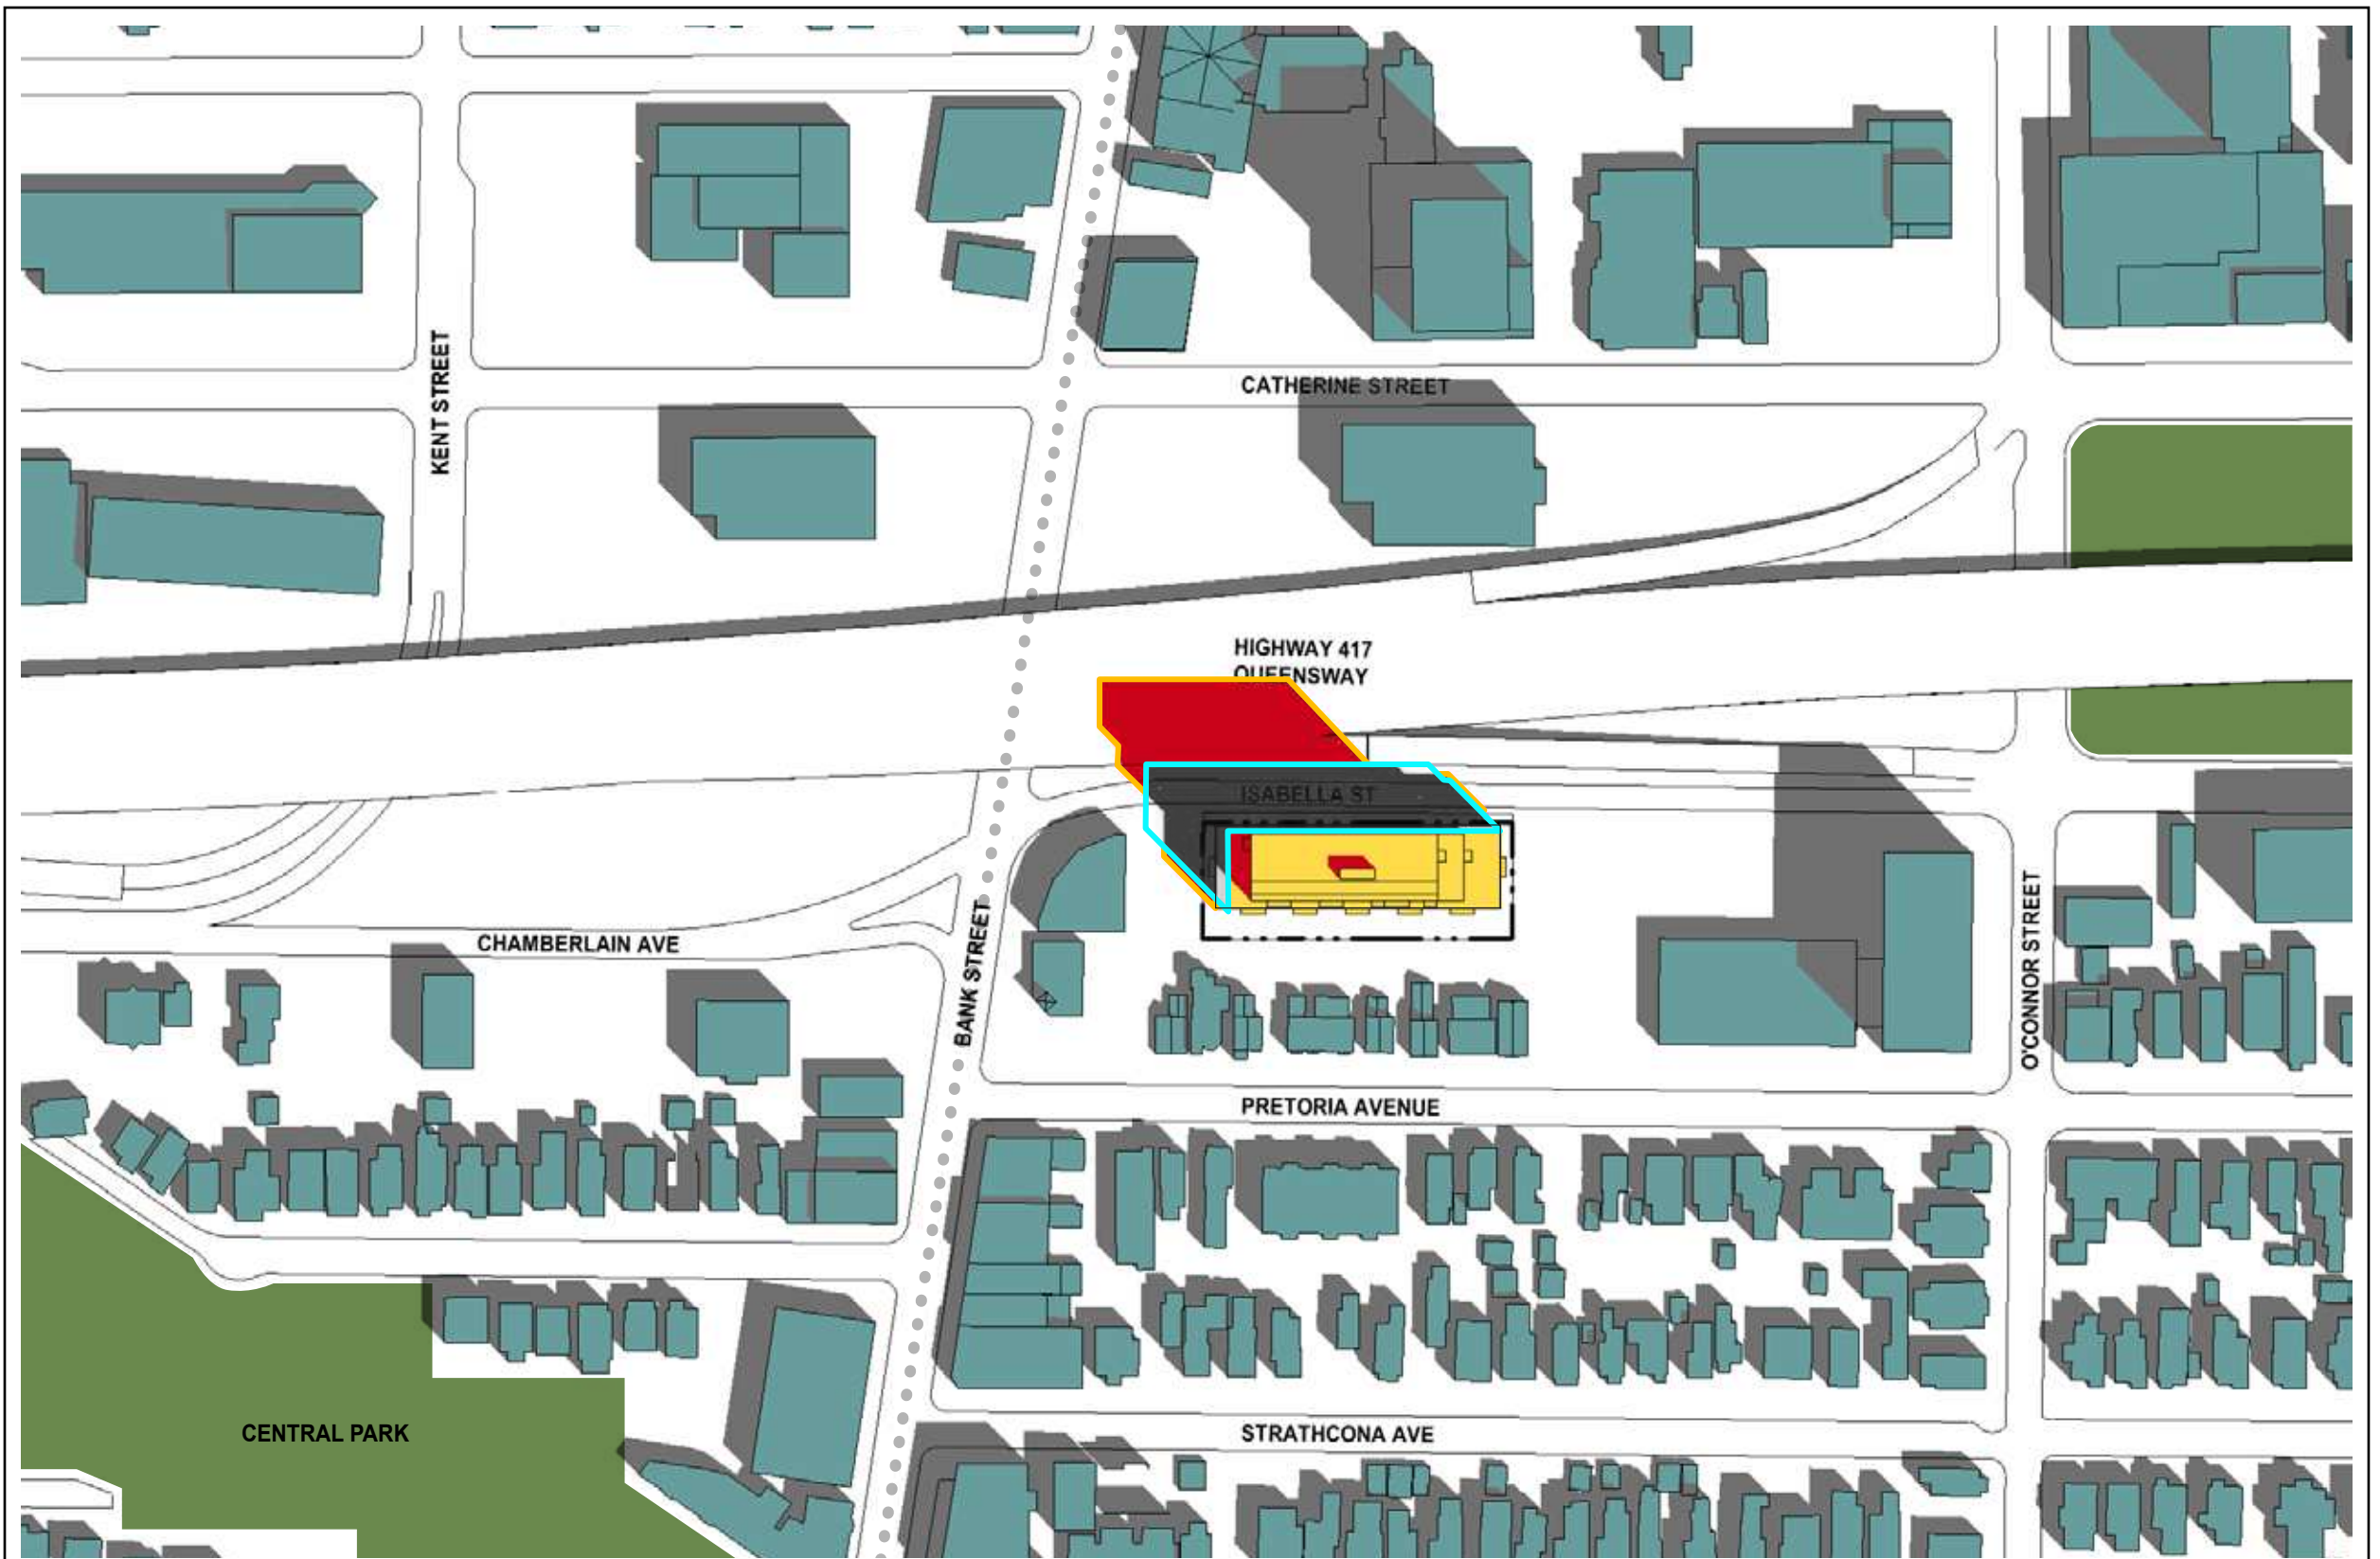 KENT STREET
CATHERINE STREET
HIGHWAY 417
QUEENSWAY
ISABELLA ST
CHAMBERLAIN AVE
BANK STREET
O'CONNOR STREET
PRETORIA AVENUE
CENTRAL PARK
STRATHCONA AVE